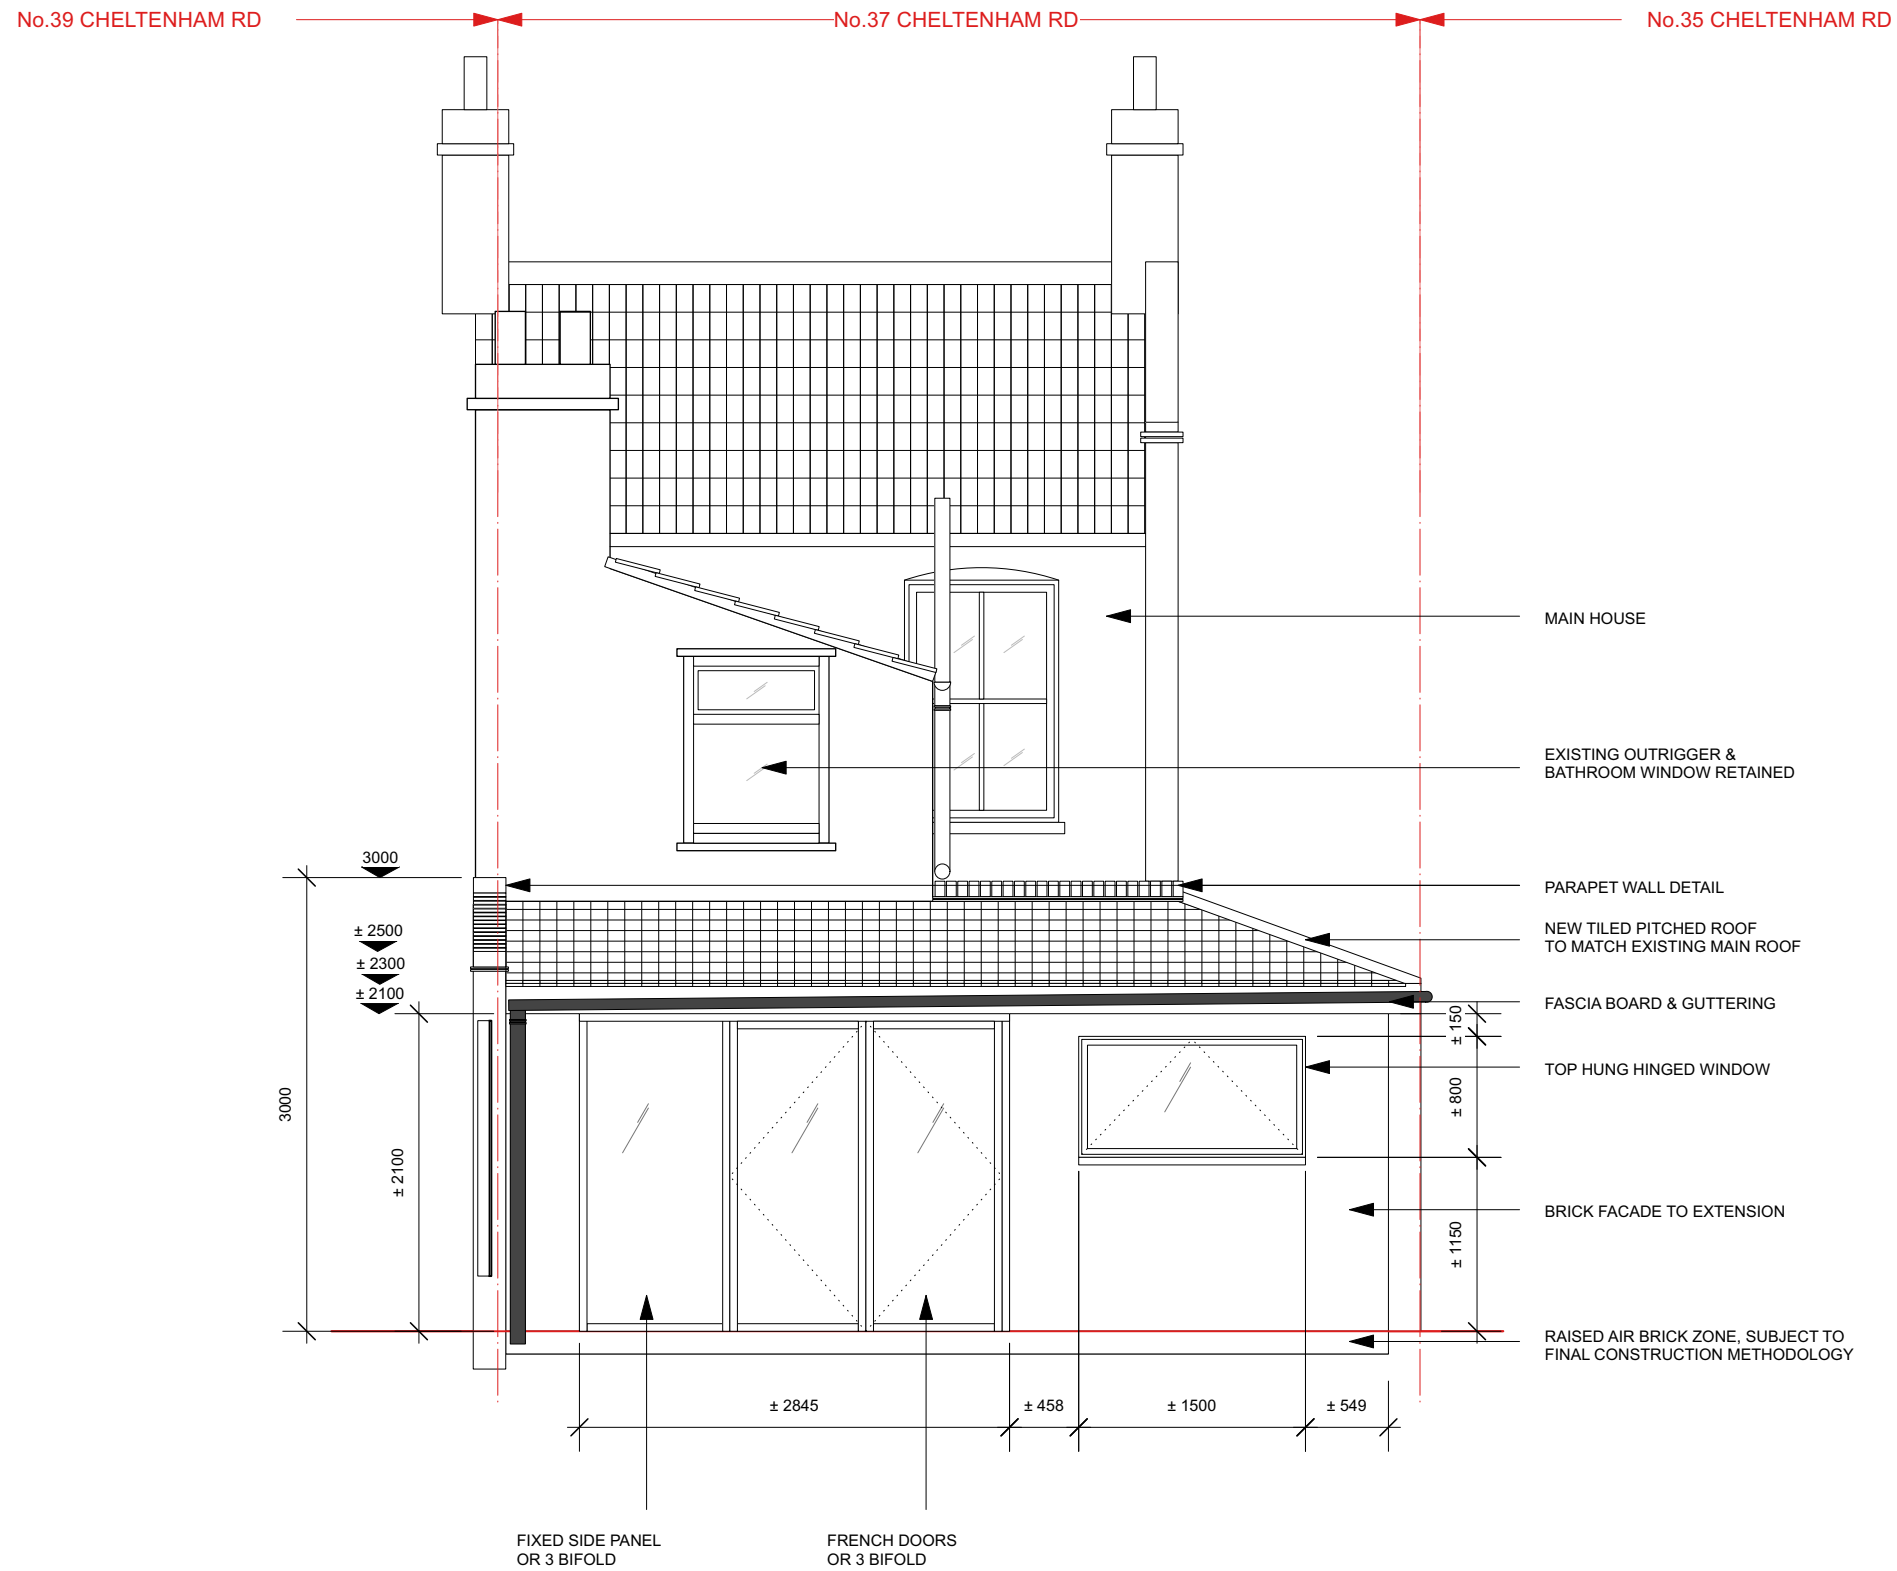 No.39 CHELTENHAM RD
No.37 CHELTENHAM RD
No.35 CHELTENHAM RD
MAIN HOUSE
EXISTING OUTRIGGER &
BATHROOM WINDOW RETAINED
3000
PARAPET WALL DETAIL
NEW TILED PITCHED ROOF
TO MATCH EXISTING MAIN ROOF
± 2500
± 2300
± 2100
FASCIA BOARD & GUTTERING
± 150
TOP HUNG HINGED WINDOW
± 800
3000
± 2100
BRICK FACADE TO EXTENSION
± 1150
RAISED AIR BRICK ZONE, SUBJECT TO
FINAL CONSTRUCTION METHODOLOGY
± 2845
± 458
± 1500
± 549
FIXED SIDE PANEL
OR 3 BIFOLD
FRENCH DOORS
OR 3 BIFOLD